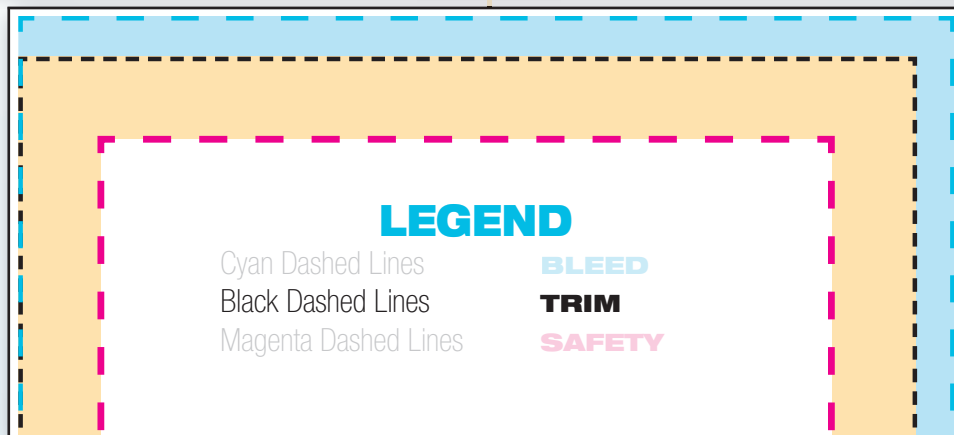 LEGEND
Cyan Dashed Lines BLEED
Black Dashed Lines TRIM
Magenta Dashed Lines SAFETY